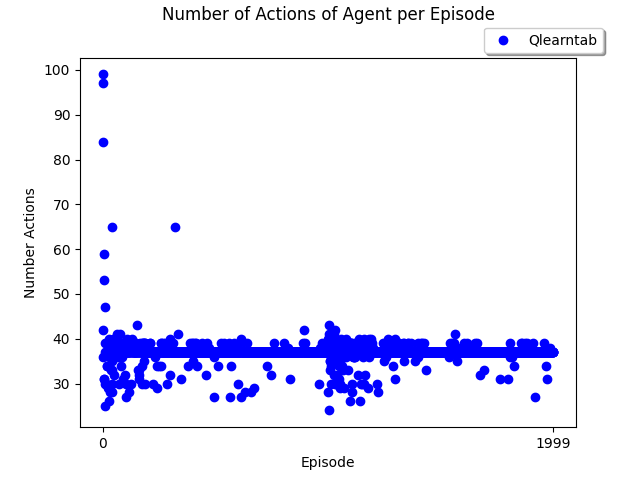 Number of Actions of Agent per Episode
Qlearntab
100
90
80
70
60
50
40
30
Number Actions
0 1999
Episode